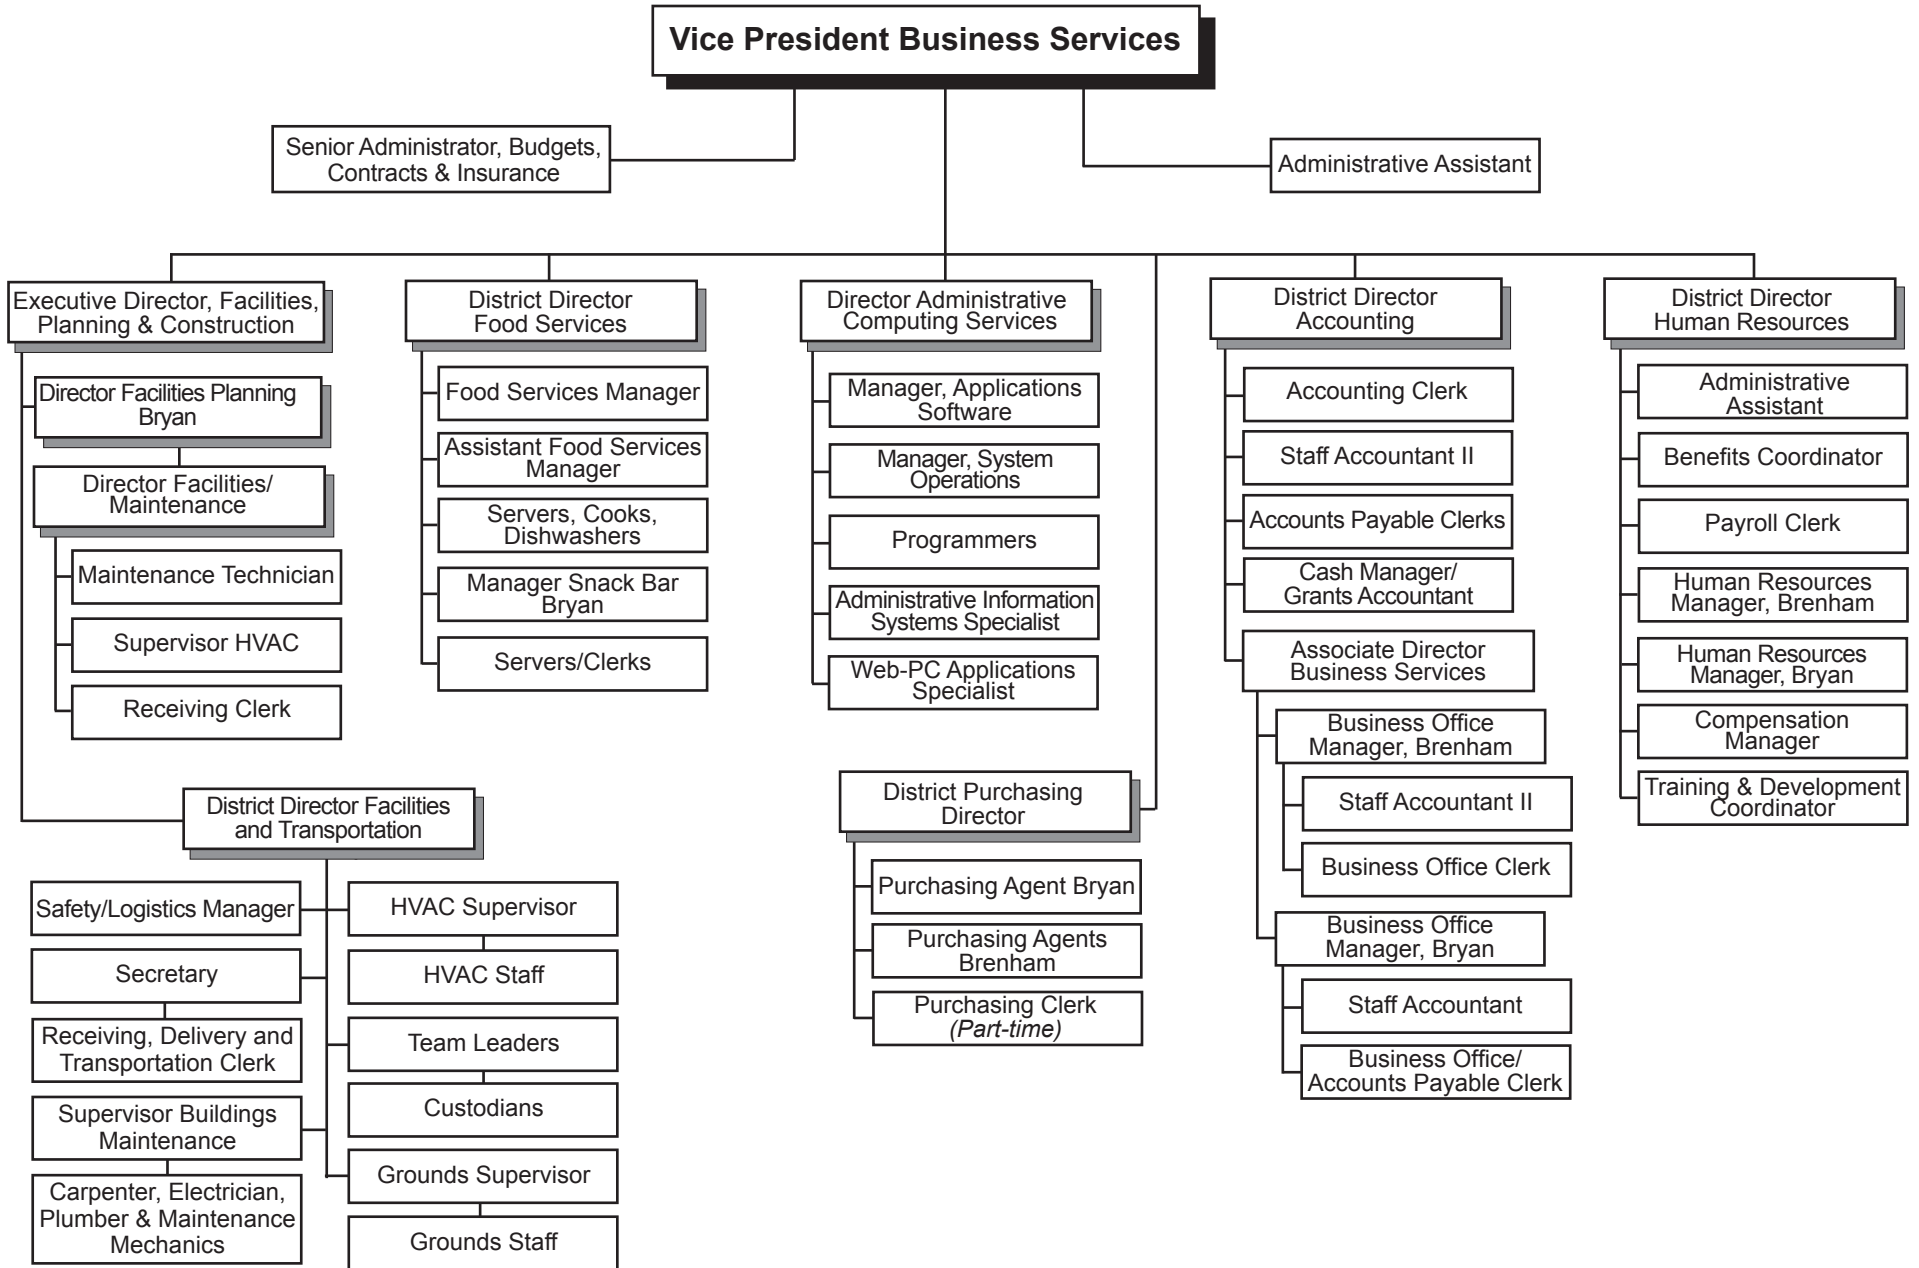 Vice President Business Services
Senior Administrator, Budgets,
Contracts & Insurance
Administrative Assistant
Executive Director, Facilities,
Planning & Construction
Director Facilities Planning
Bryan
Director Facilities/
Maintenance
Maintenance Technician
Supervisor HVAC
Receiving Clerk
District Director Facilities
and Transportation
Safety/Logistics Manager
Secretary
Receiving, Delivery and
Transportation Clerk
Supervisor Buildings
Maintenance
Carpenter, Electrician,
Plumber & Maintenance
Mechanics
HVAC Supervisor
HVAC Staff
Team Leaders
Custodians
Grounds Supervisor
Grounds Staff
District Director
Food Services
Food Services Manager
Assistant Food Services
Manager
Servers, Cooks,
Dishwashers
Manager Snack Bar
Bryan
Servers/Clerks
Director Administrative
Computing Services
Manager, Applications
Software
Manager, System
Operations
Programmers
Administrative Information
Systems Specialist
Web-PC Applications
Specialist
District Purchasing
Director
Purchasing Agent Bryan
Purchasing Agents
Brenham
Purchasing Clerk
(Part-time)
District Director
Accounting
Accounting Clerk
Staff Accountant II
Accounts Payable Clerks
Cash Manager/
Grants Accountant
Associate Director
Business Services
Business Office
Manager, Brenham
Staff Accountant II
Business Office Clerk
Business Office
Manager, Bryan
Staff Accountant
Business Office/
Accounts Payable Clerk
District Director
Human Resources
Administrative
Assistant
Benefits Coordinator
Payroll Clerk
Human Resources
Manager, Brenham
Human Resources
Manager, Bryan
Compensation
Manager
Training & Development
Coordinator